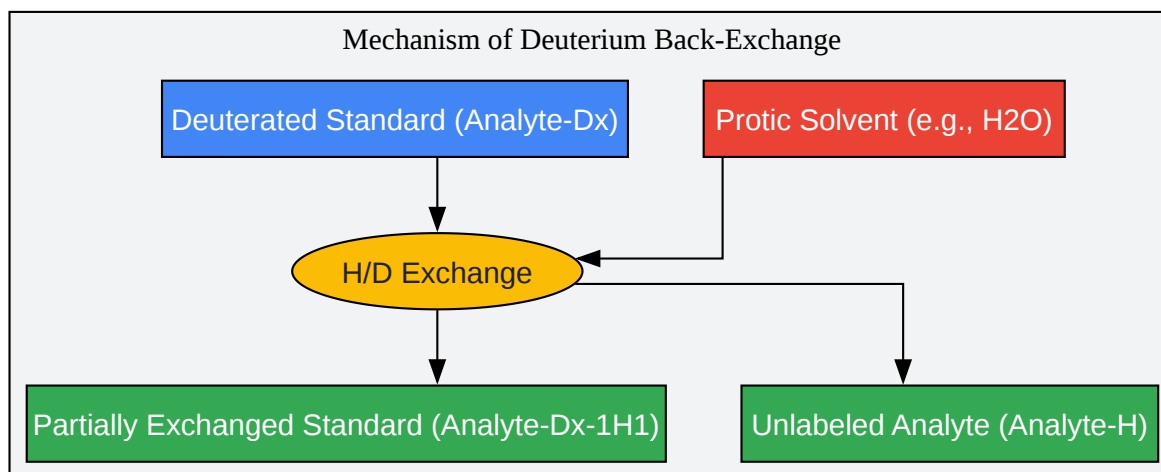 Mechanism of Deuterium Back-Exchange
Deuterated Standard (Analyte-Dx)
Protic Solvent (e.g., H2O)
H/D Exchange
Partially Exchanged Standard (Analyte-Dx-1H1)
Unlabeled Analyte (Analyte-H)